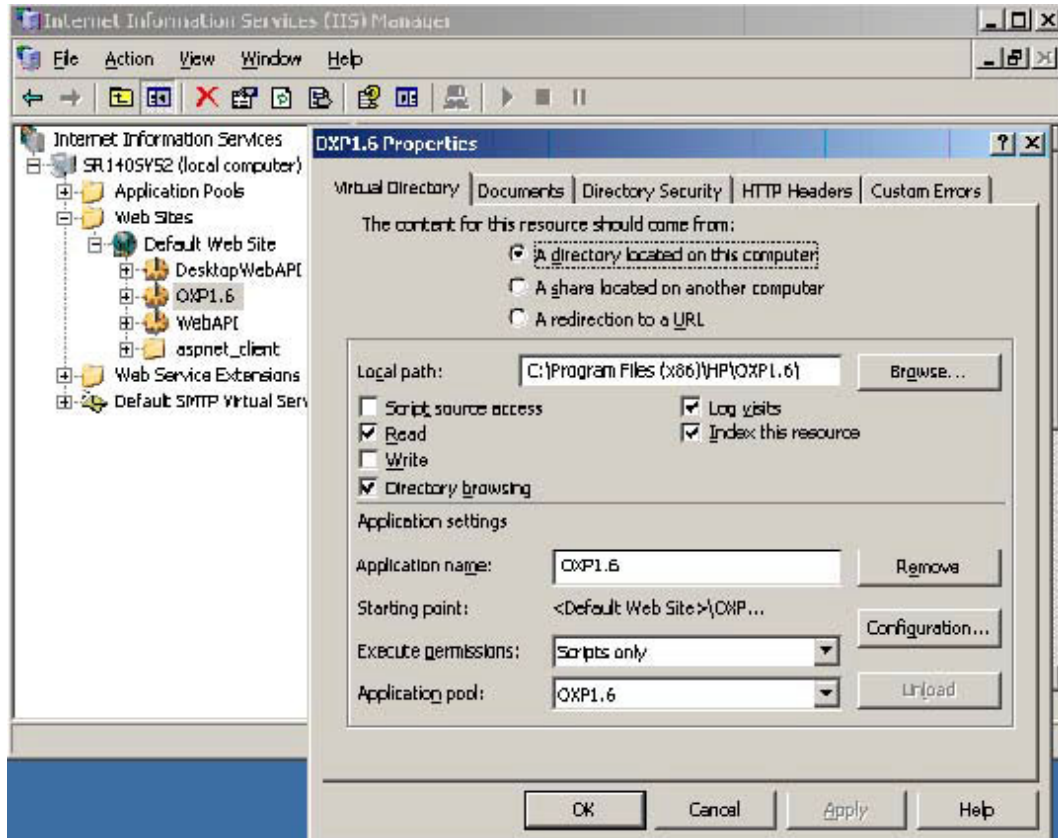 Internet Information Services (IIS) Manager
File Action View Window Help
Internet Information Services
SR140SYS2 (local computer)
Application Pools
Web Sites
Default Web Site
DesktopWebAPI
OXP1.6
WebAPI
aspnet_client
Web Service Extensions
Default SMTP Virtual Serv
OXP1.6 Properties
Virtual Directory Documents Directory Security HTTP Headers Custom Errors
The content for this resource should come from:
A directory located on this computer
A share located on another computer
A redirection to a URL
Local path: C:\Program Files (x86)\HP\OXP1.6\ Browse...
Script source access Log visits
Read Index this resource
Write
Directory browsing
Application settings
Application name: OXP1.6 Remove
Starting point: <Default Web Site>\OXP...
Configuration...
Execute permissions: Scripts only
Application pool: OXP1.6 Unload
OK Cancel Apply Help